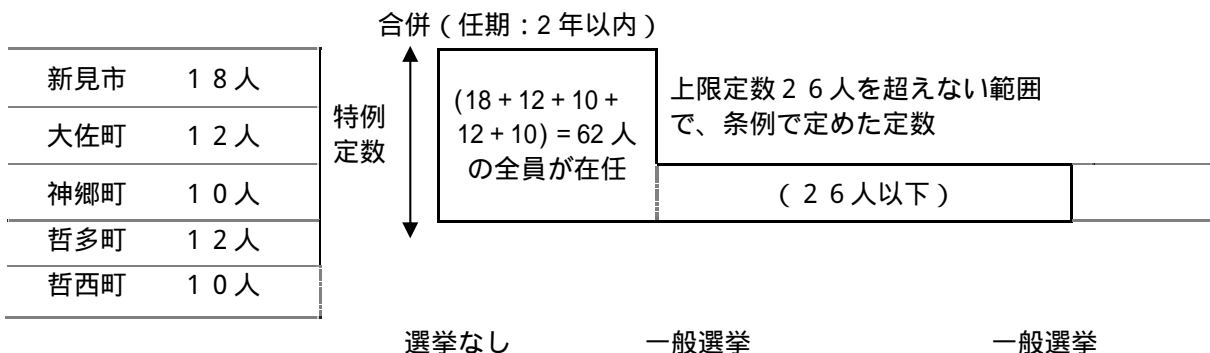 合併(任期:2年以内)
新見市 18人
大佐町 12人
神郷町 10人
哲多町 12人
哲西町 10人
特例
定数
(18+12+10+
12+10)=62人
の全員が在任
上限定数26人を超えない範囲
で、条例で定めた定数
(26人以下)
選挙なし 一般選挙 一般選挙